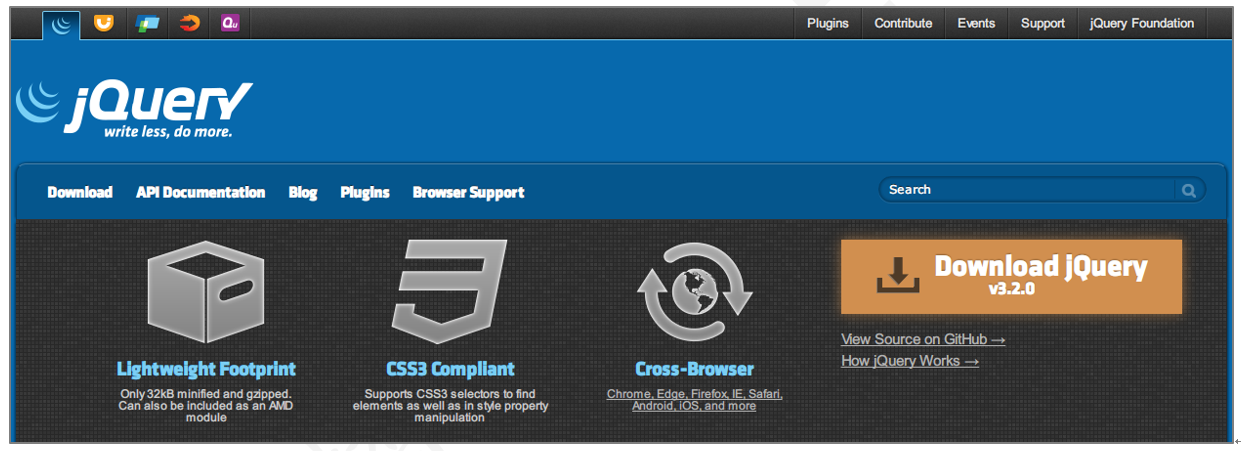 Qu
Plugins
Contribute
Events
Support
jQuery Foundation
jQuery
write less, do more.
Download
API Documentation
Blog
Plugins
Browser Support
Search
Lightweight Footprint
Only 32kB minified and gzipped.
Can also be included as an AMD
module
CSS3 Compliant
Supports CSS3 selectors to find
elements as well as in style property
manipulation
Cross-Browser
Chrome, Edge, Firefox, IE, Safari,
Android, iOS, and more
Download jQuery
v3.2.0
View Source on GitHub →
How jQuery Works →